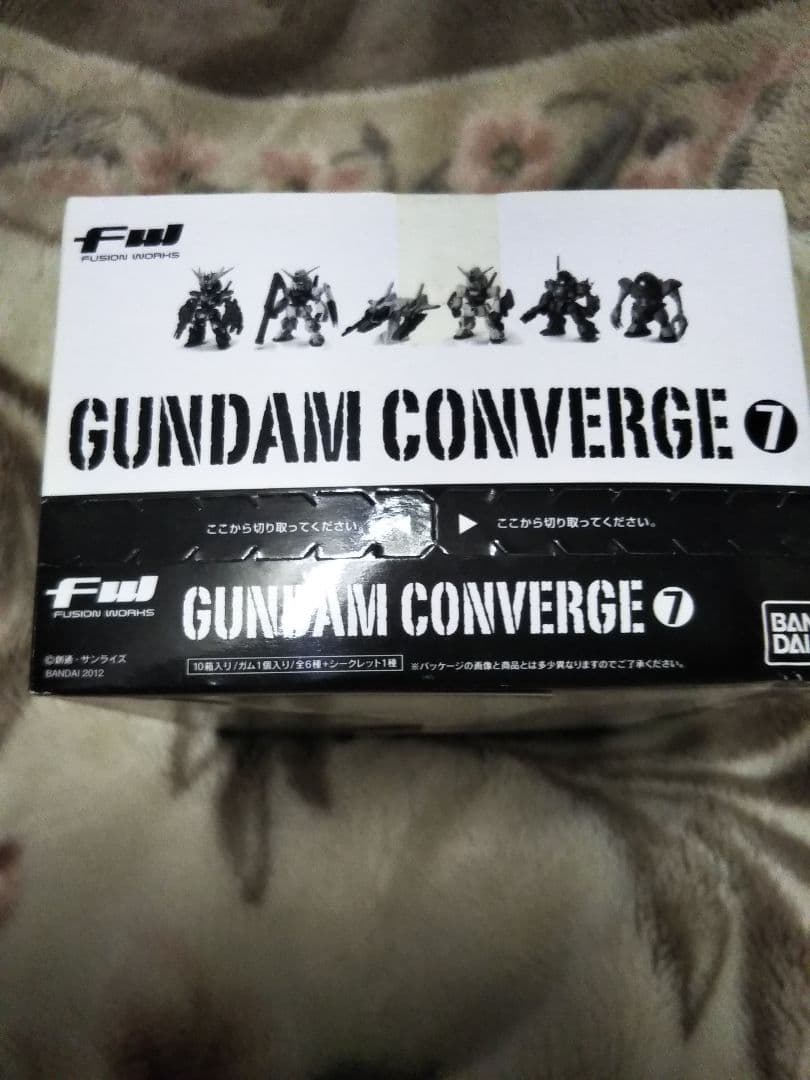 fw
FUSION WORKS
GUNDAM CONVERGE 7
ここから切り取ってください。
ここから切り取ってください。
fw
FUSION WORKS
GUNDAM CONVERGE 7
©創通・サンライズ
BANDAI 2012
10箱入り/ガム1個入り/全6種+シークレット1種
※パッケージの画像と商品とは多少異なりますのでご了承ください。
BAN
DAI